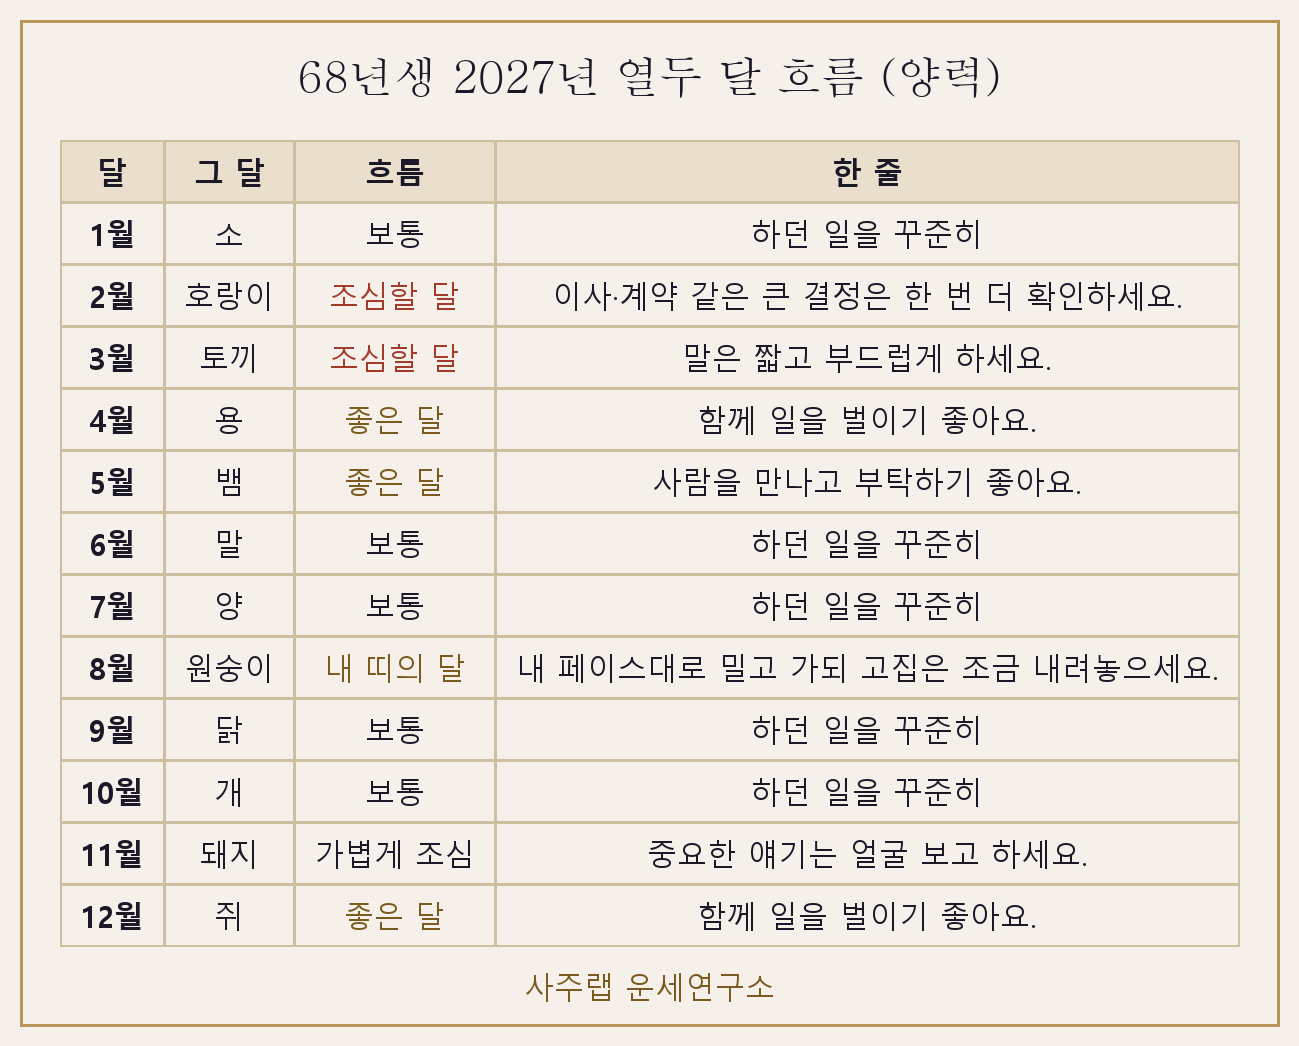 68년생 2027년 열두 달 흐름 (양력)
달 그 달 흐름 한 줄
1월 소 보통 하던 일을 꾸준히
2월 호랑이 조심할 달 이사·계약 같은 큰 결정은 한 번 더 확인하세요.
3월 토끼 조심할 달 말은 짧고 부드럽게 하세요.
4월 용 좋은 달 함께 일을 벌이기 좋아요.
5월 뱀 좋은 달 사람을 만나고 부탁하기 좋아요.
6월 말 보통 하던 일을 꾸준히
7월 양 보통 하던 일을 꾸준히
8월 원숭이 내 띠의 달 내 페이스대로 밀고 가되 고집은 조금 내려놓으세요.
9월 닭 보통 하던 일을 꾸준히
10월 개 보통 하던 일을 꾸준히
11월 돼지 가볍게 조심 중요한 얘기는 얼굴 보고 하세요.
12월 쥐 좋은 달 함께 일을 벌이기 좋아요.
사주랩 운세연구소